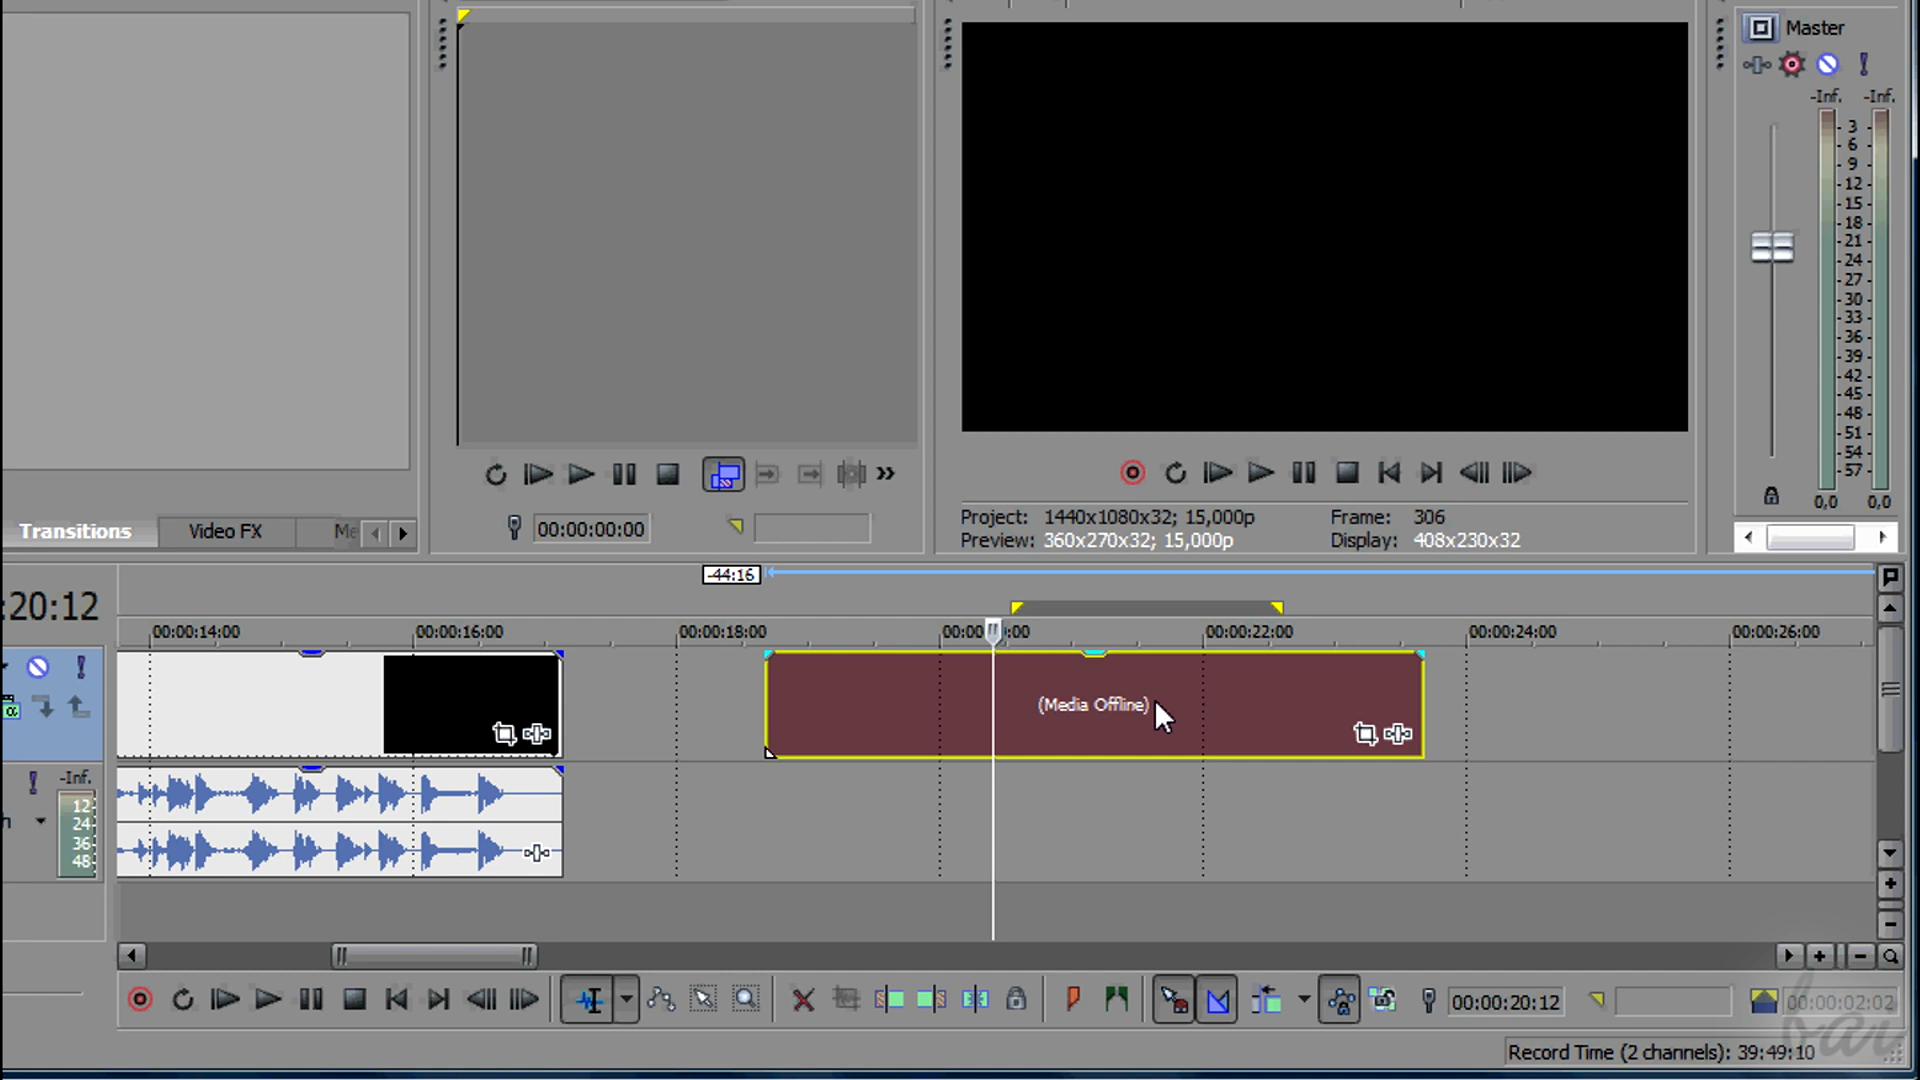 Master
-Inf. -Inf.
3
6
9
12
15
18
21
24
27
30
33
36
39
42
45
48
51
54
57
0,0 0,0
Transitions Video FX Me
00:00:00:00
Project: 1440x1080x32; 15,000p Frame: 306
Preview: 360x270x32; 15,000p Display: 408x230x32
-44:16
:20:12
00:00:14:00 00:00:16:00 00:00:18:00 00:00 0:00 00:00:22:00 00:00:24:00 00:00:26:00
(Media Offline)
-Inf.
12
24
36
48
h
00:00:20:12 00:00:02:02
Record Time (2 channels): 39:49:10